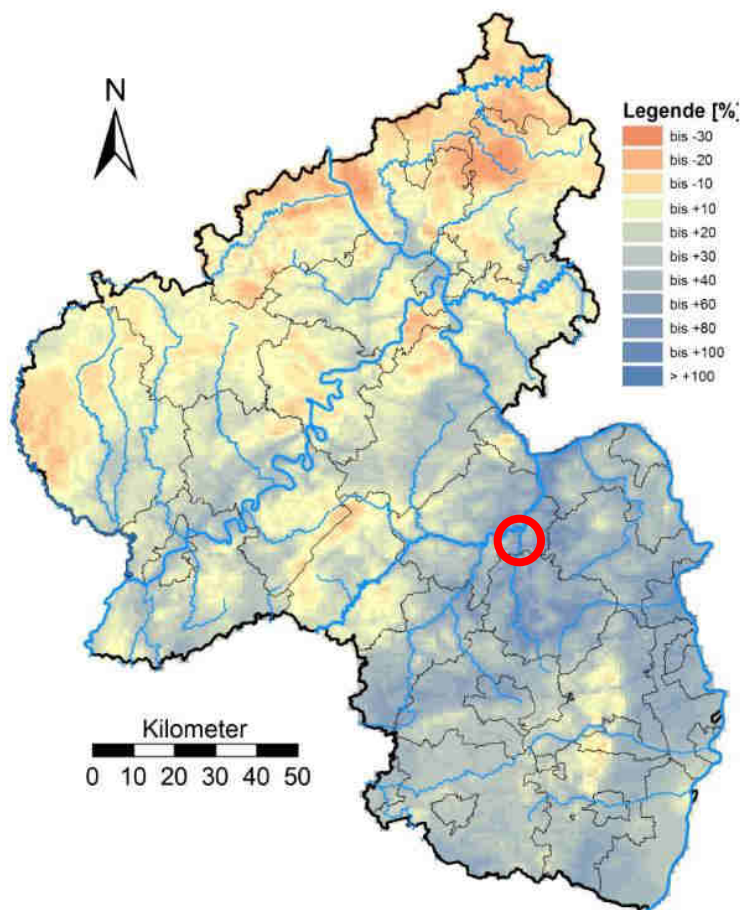 N
Legende [%]
bis -30
bis -20
bis -10
bis +10
bis +20
bis +30
bis +40
bis +60
bis +80
bis +100
> +100
Kilometer
0 10 20 30 40 50